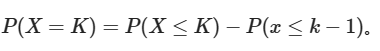 P(X = K) = P(X ≤ K) − P(x ≤ k − 1)。